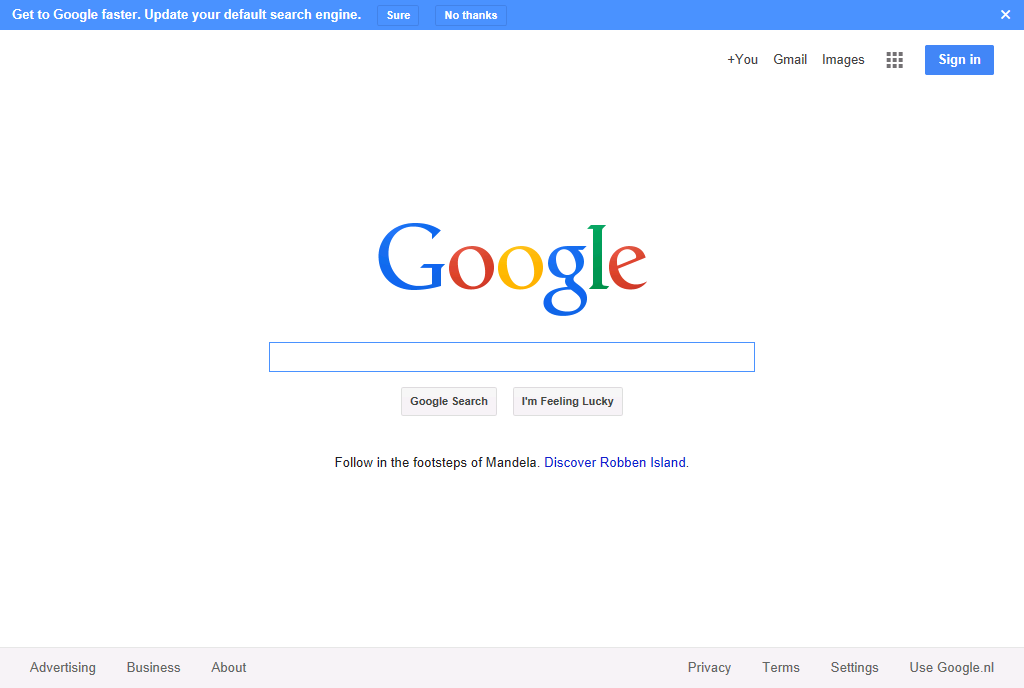 Get to Google faster. Update your default search engine. Sure No thanks
+You Gmail Images Sign in
Google
Google Search I'm Feeling Lucky
Follow in the footsteps of Mandela. Discover Robben Island.
Advertising Business About Privacy Terms Settings Use Google.nl